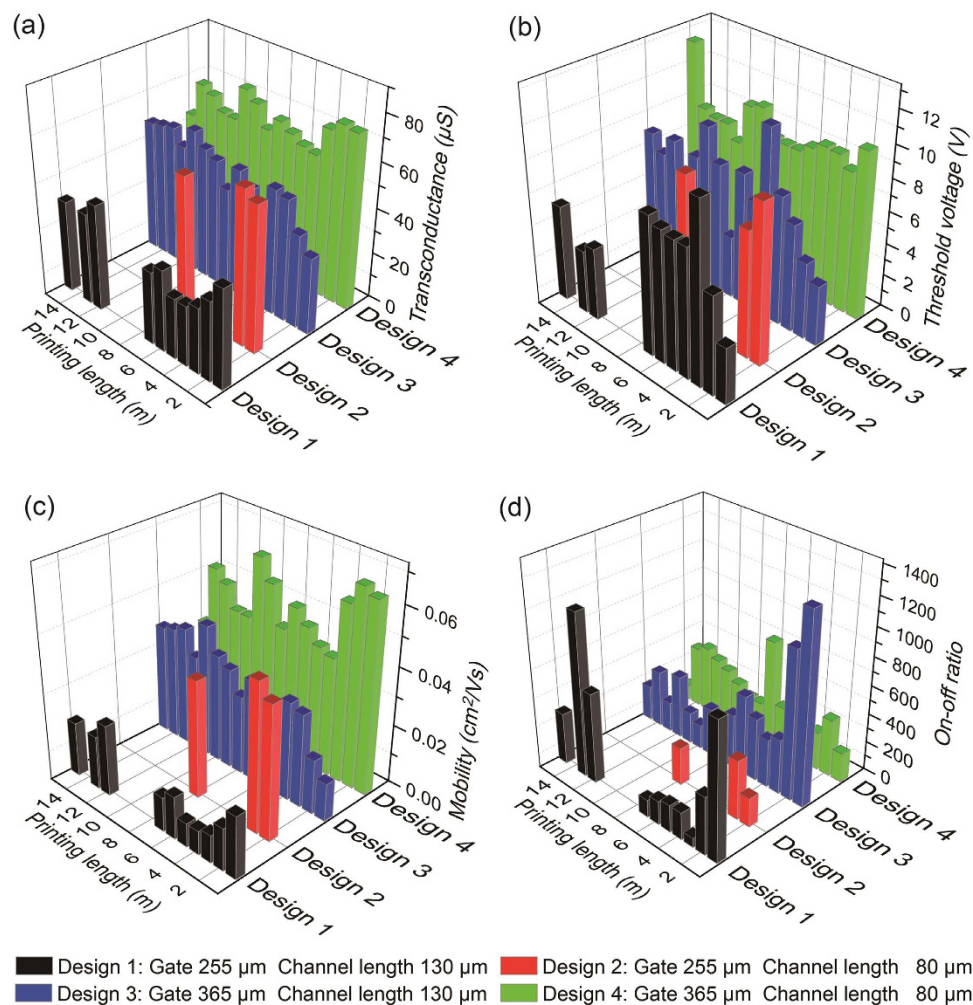 (a)
80
60
40
20
0
Transconductance (µS)
14
12
10
8
6
4
2
Printing length (m)
Design 1
Design 2
Design 3
Design 4
(b)
12
10
8
6
4
2
0
Threshold voltage (V)
14
12
10
8
6
4
2
Printing length (m)
Design 1
Design 2
Design 3
Design 4
(c)
0.06
0.04
0.02
0.00
Mobility (cm²/Vs)
14
12
10
8
6
4
2
Printing length (m)
Design 1
Design 2
Design 3
Design 4
(d)
1400
1200
1000
800
600
400
200
0
On-off ratio
14
12
10
8
6
4
2
Printing length (m)
Design 1
Design 2
Design 3
Design 4
Design 1: Gate 255 µm Channel length 130 µm
Design 2: Gate 255 µm Channel length 80 µm
Design 3: Gate 365 µm Channel length 130 µm
Design 4: Gate 365 µm Channel length 80 µm